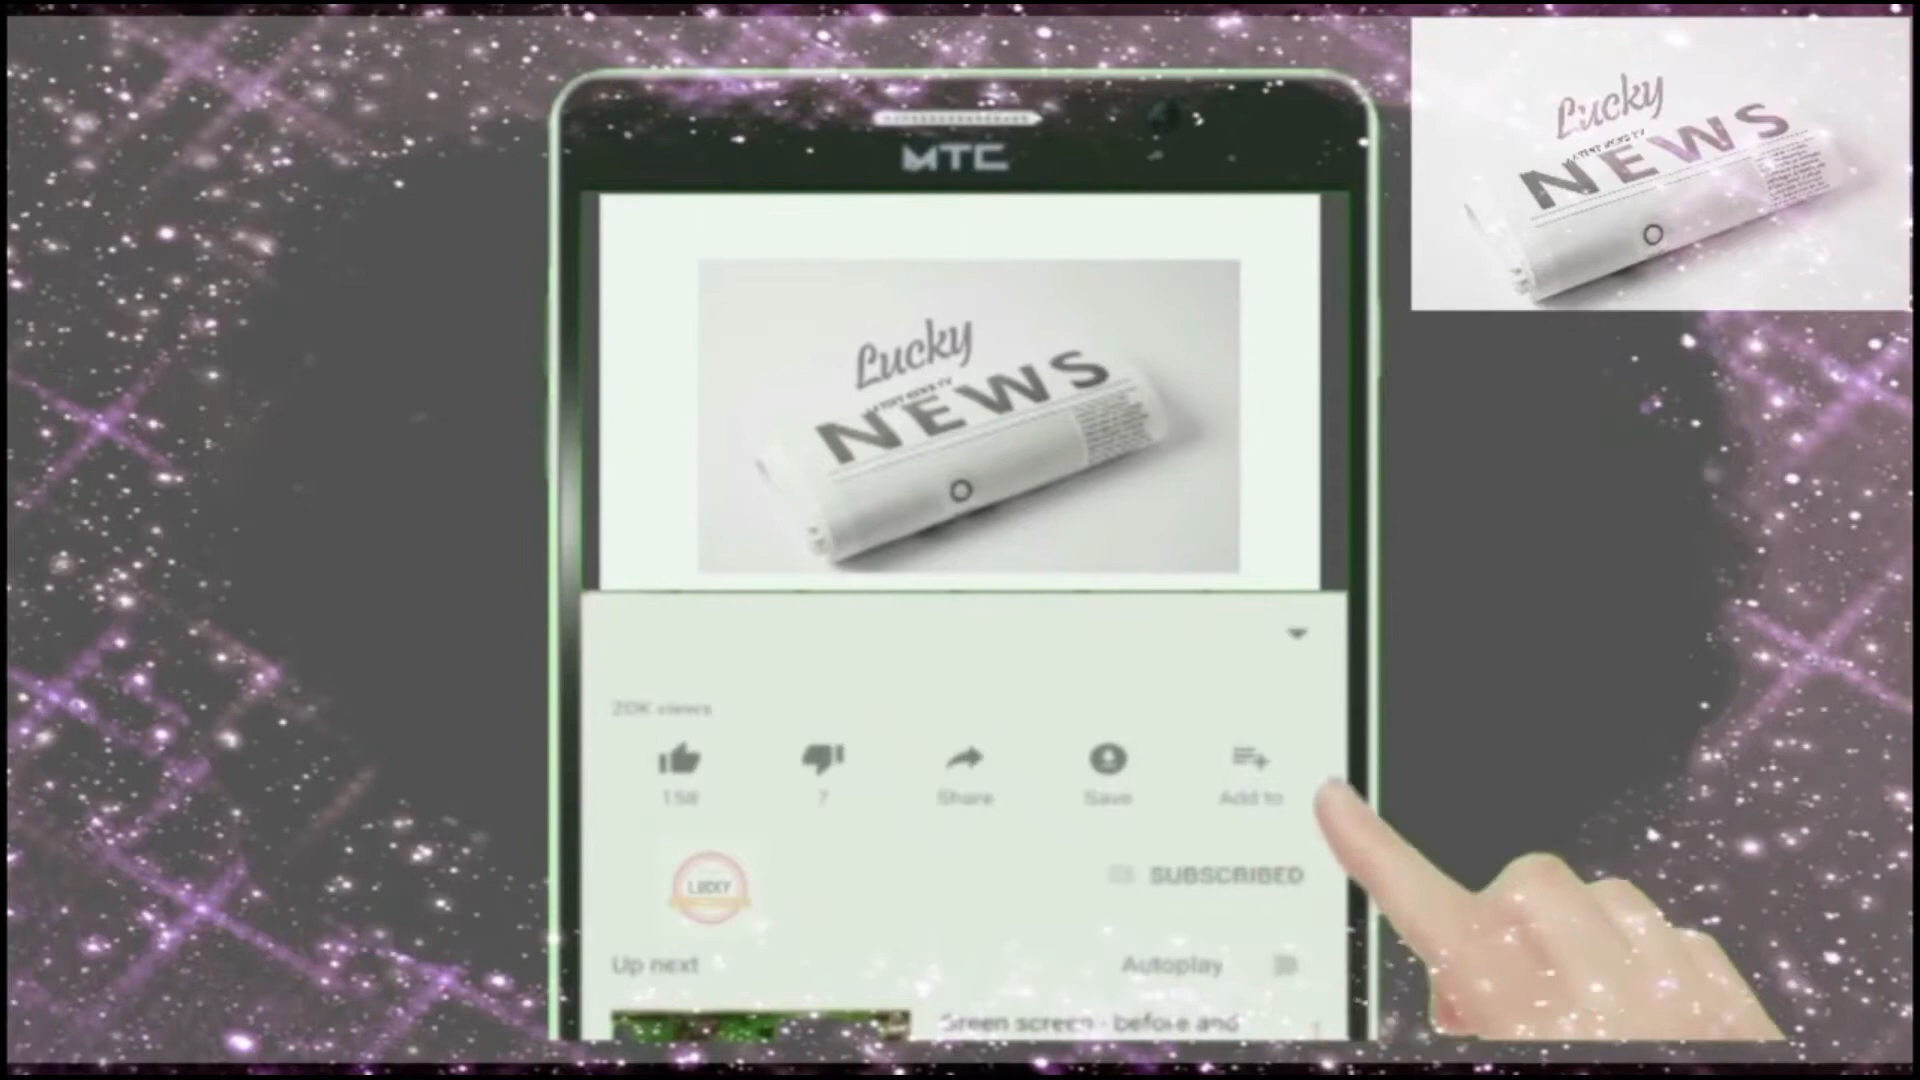 MTC
Lucky
NEWS
Lucky
NEWS
20K views
158
7
Share
Save
Add to
LUCKY
SUBSCRIBED
Up next
Autoplay
Green screen - before and